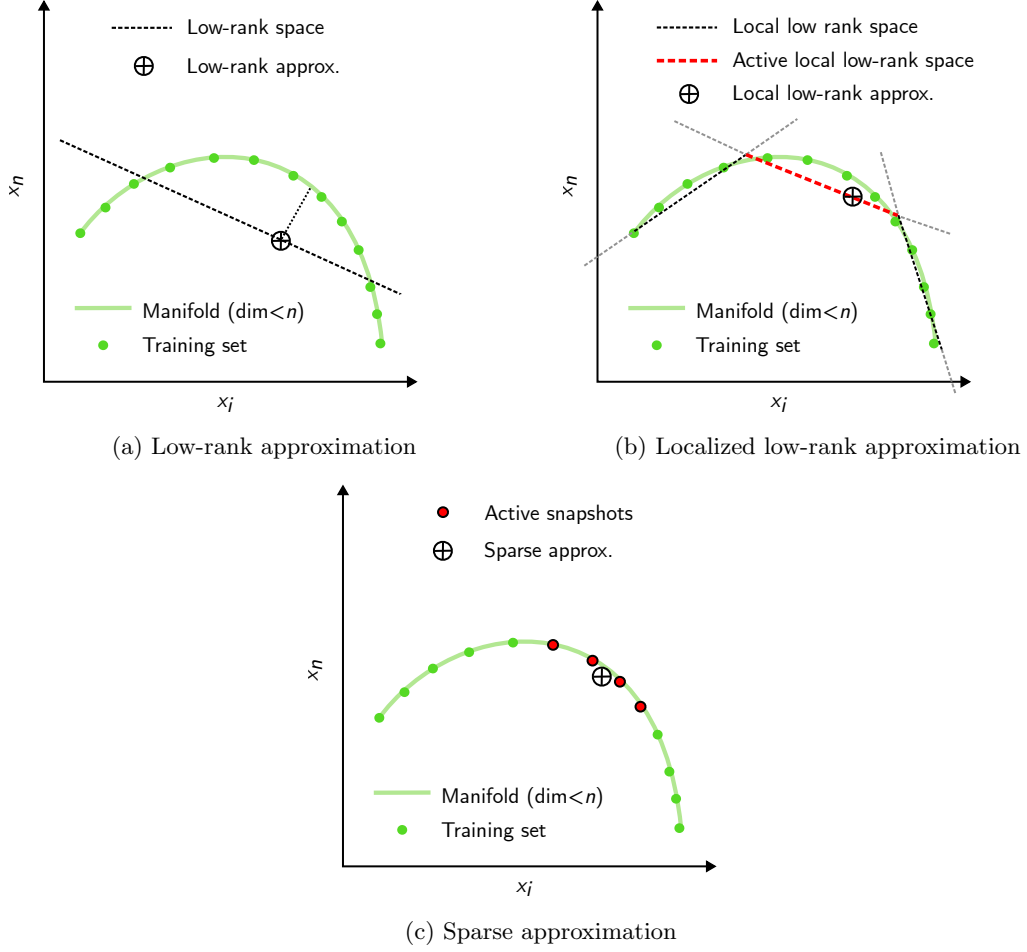 Low-rank space
Low-rank approx.
xn
Manifold (dim<n)
Training set
xi
(a) Low-rank approximation
Local low rank space
Active local low-rank space
Local low-rank approx.
xn
Manifold (dim<n)
Training set
xi
(b) Localized low-rank approximation
Active snapshots
Sparse approx.
xn
Manifold (dim<n)
Training set
xi
(c) Sparse approximation